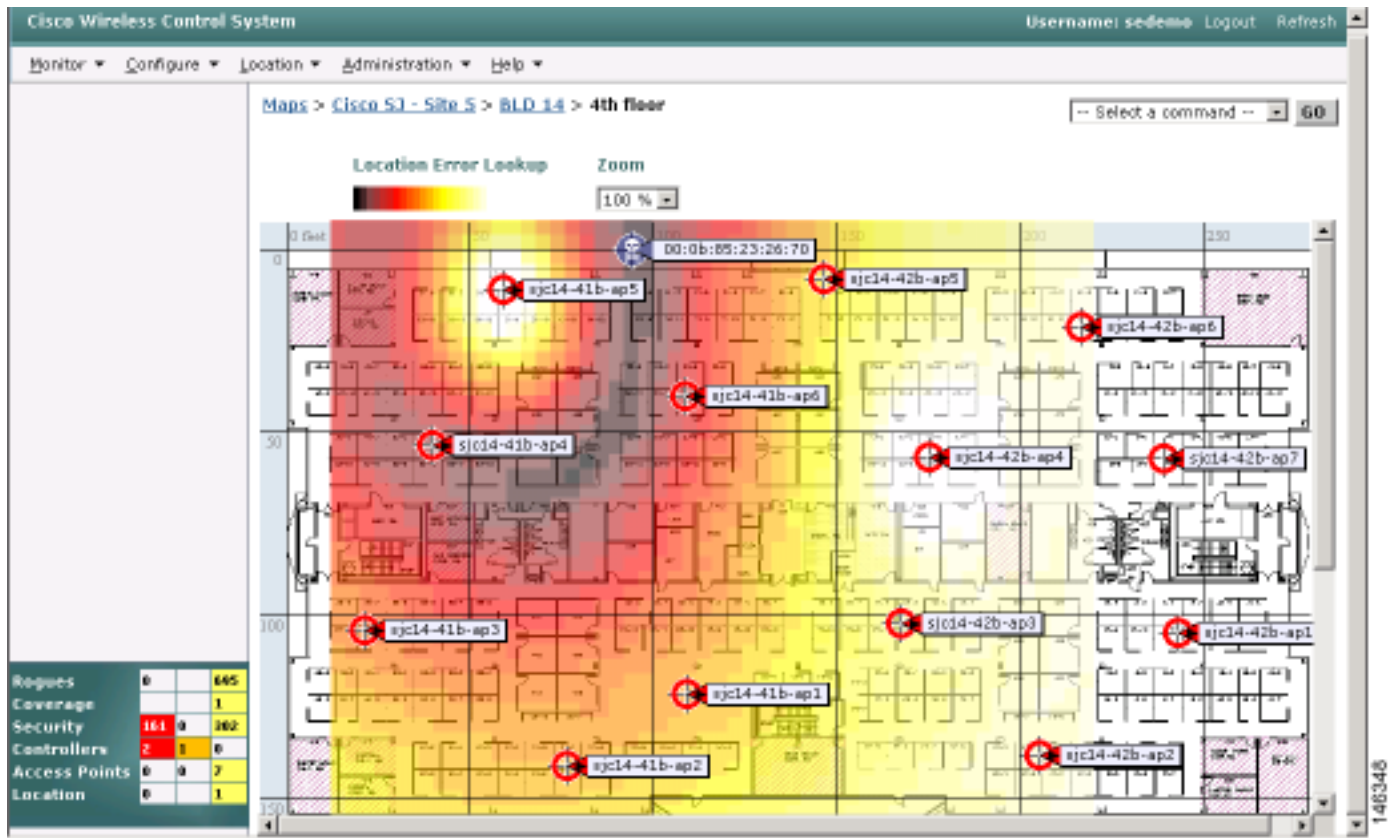 Cisco Wireless Control System
Username: sedemo Logout Refresh
Monitor Configure Location Administration Help
Maps > Cisco SJ - Site 5 > BLD 14 > 4th floor
-- Select a command -- GO
Location Error Lookup Zoom
100 %
0 feet 50 100 150 200 250
0
00:0b:85:23:26:70
sjc14-41b-ap5
sjc14-42b-ap5
sjc14-42b-ap6
sjc14-41b-ap6
50
sjc14-41b-ap4
sjc14-42b-ap4
sjc14-42b-ap7
100
sjc14-41b-ap3
sjc14-42b-ap3
sjc14-42b-ap1
sjc14-41b-ap1
sjc14-41b-ap2
sjc14-42b-ap2
150
Rogues 0 695
Coverage 1
Security 161 0 302
Controllers 2 1 0
Access Points 0 0 7
Location 0 1
146348